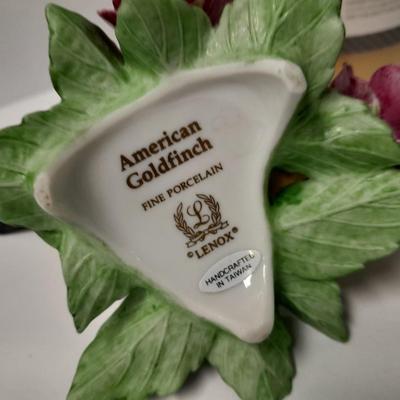 American
Goldfinch
FINE PORCELAIN
L
©LENOX®
HANDCRAFTED
IN TAIWAN